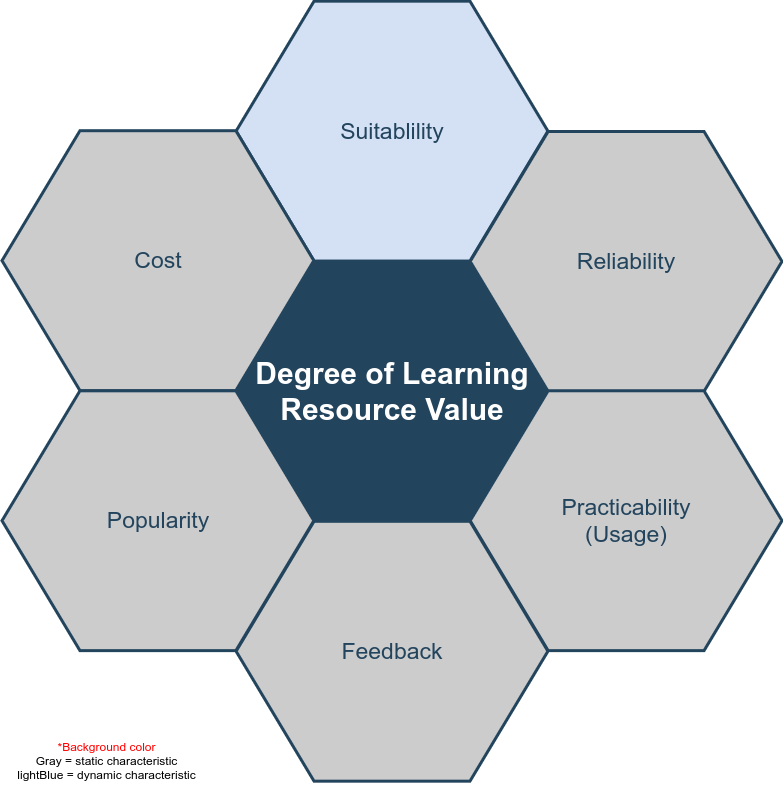 Suitablility
Cost
Reliability
Degree of Learning
Resource Value
Popularity
Practicability
(Usage)
Feedback
*Background color
Gray = static characteristic
lightBlue = dynamic characteristic